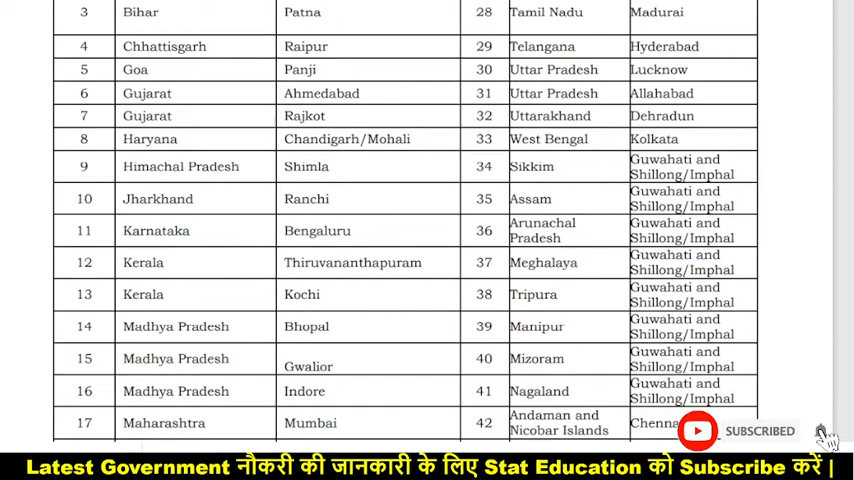 3 Bihar Patna 28 Tamil Nadu Madurai
4 Chhattisgarh Raipur 29 Telangana Hyderabad
5 Goa Panji 30 Uttar Pradesh Lucknow
6 Gujarat Ahmedabad 31 Uttar Pradesh Allahabad
7 Gujarat Rajkot 32 Uttarakhand Dehradun
8 Haryana Chandigarh/Mohali 33 West Bengal Kolkata
9 Himachal Pradesh Shimla 34 Sikkim Guwahati and
Shillong/Imphal
10 Jharkhand Ranchi 35 Assam Guwahati and
Shillong/Imphal
11 Karnataka Bengaluru 36 Arunachal Guwahati and
Pradesh Shillong/Imphal
12 Kerala Thiruvananthapuram 37 Meghalaya Guwahati and
Shillong/Imphal
13 Kerala Kochi 38 Tripura Guwahati and
Shillong/Imphal
14 Madhya Pradesh Bhopal 39 Manipur Guwahati and
Shillong/Imphal
15 Madhya Pradesh Gwalior 40 Mizoram Guwahati and
Shillong/Imphal
16 Madhya Pradesh Indore 41 Nagaland Guwahati and
Shillong/Imphal
17 Maharashtra Mumbai 42 Andaman and
Nicobar Islands
SUBSCRIBED
Latest Government नौकरी की जानकारी के लिए Stat Education को Subscribe करें |